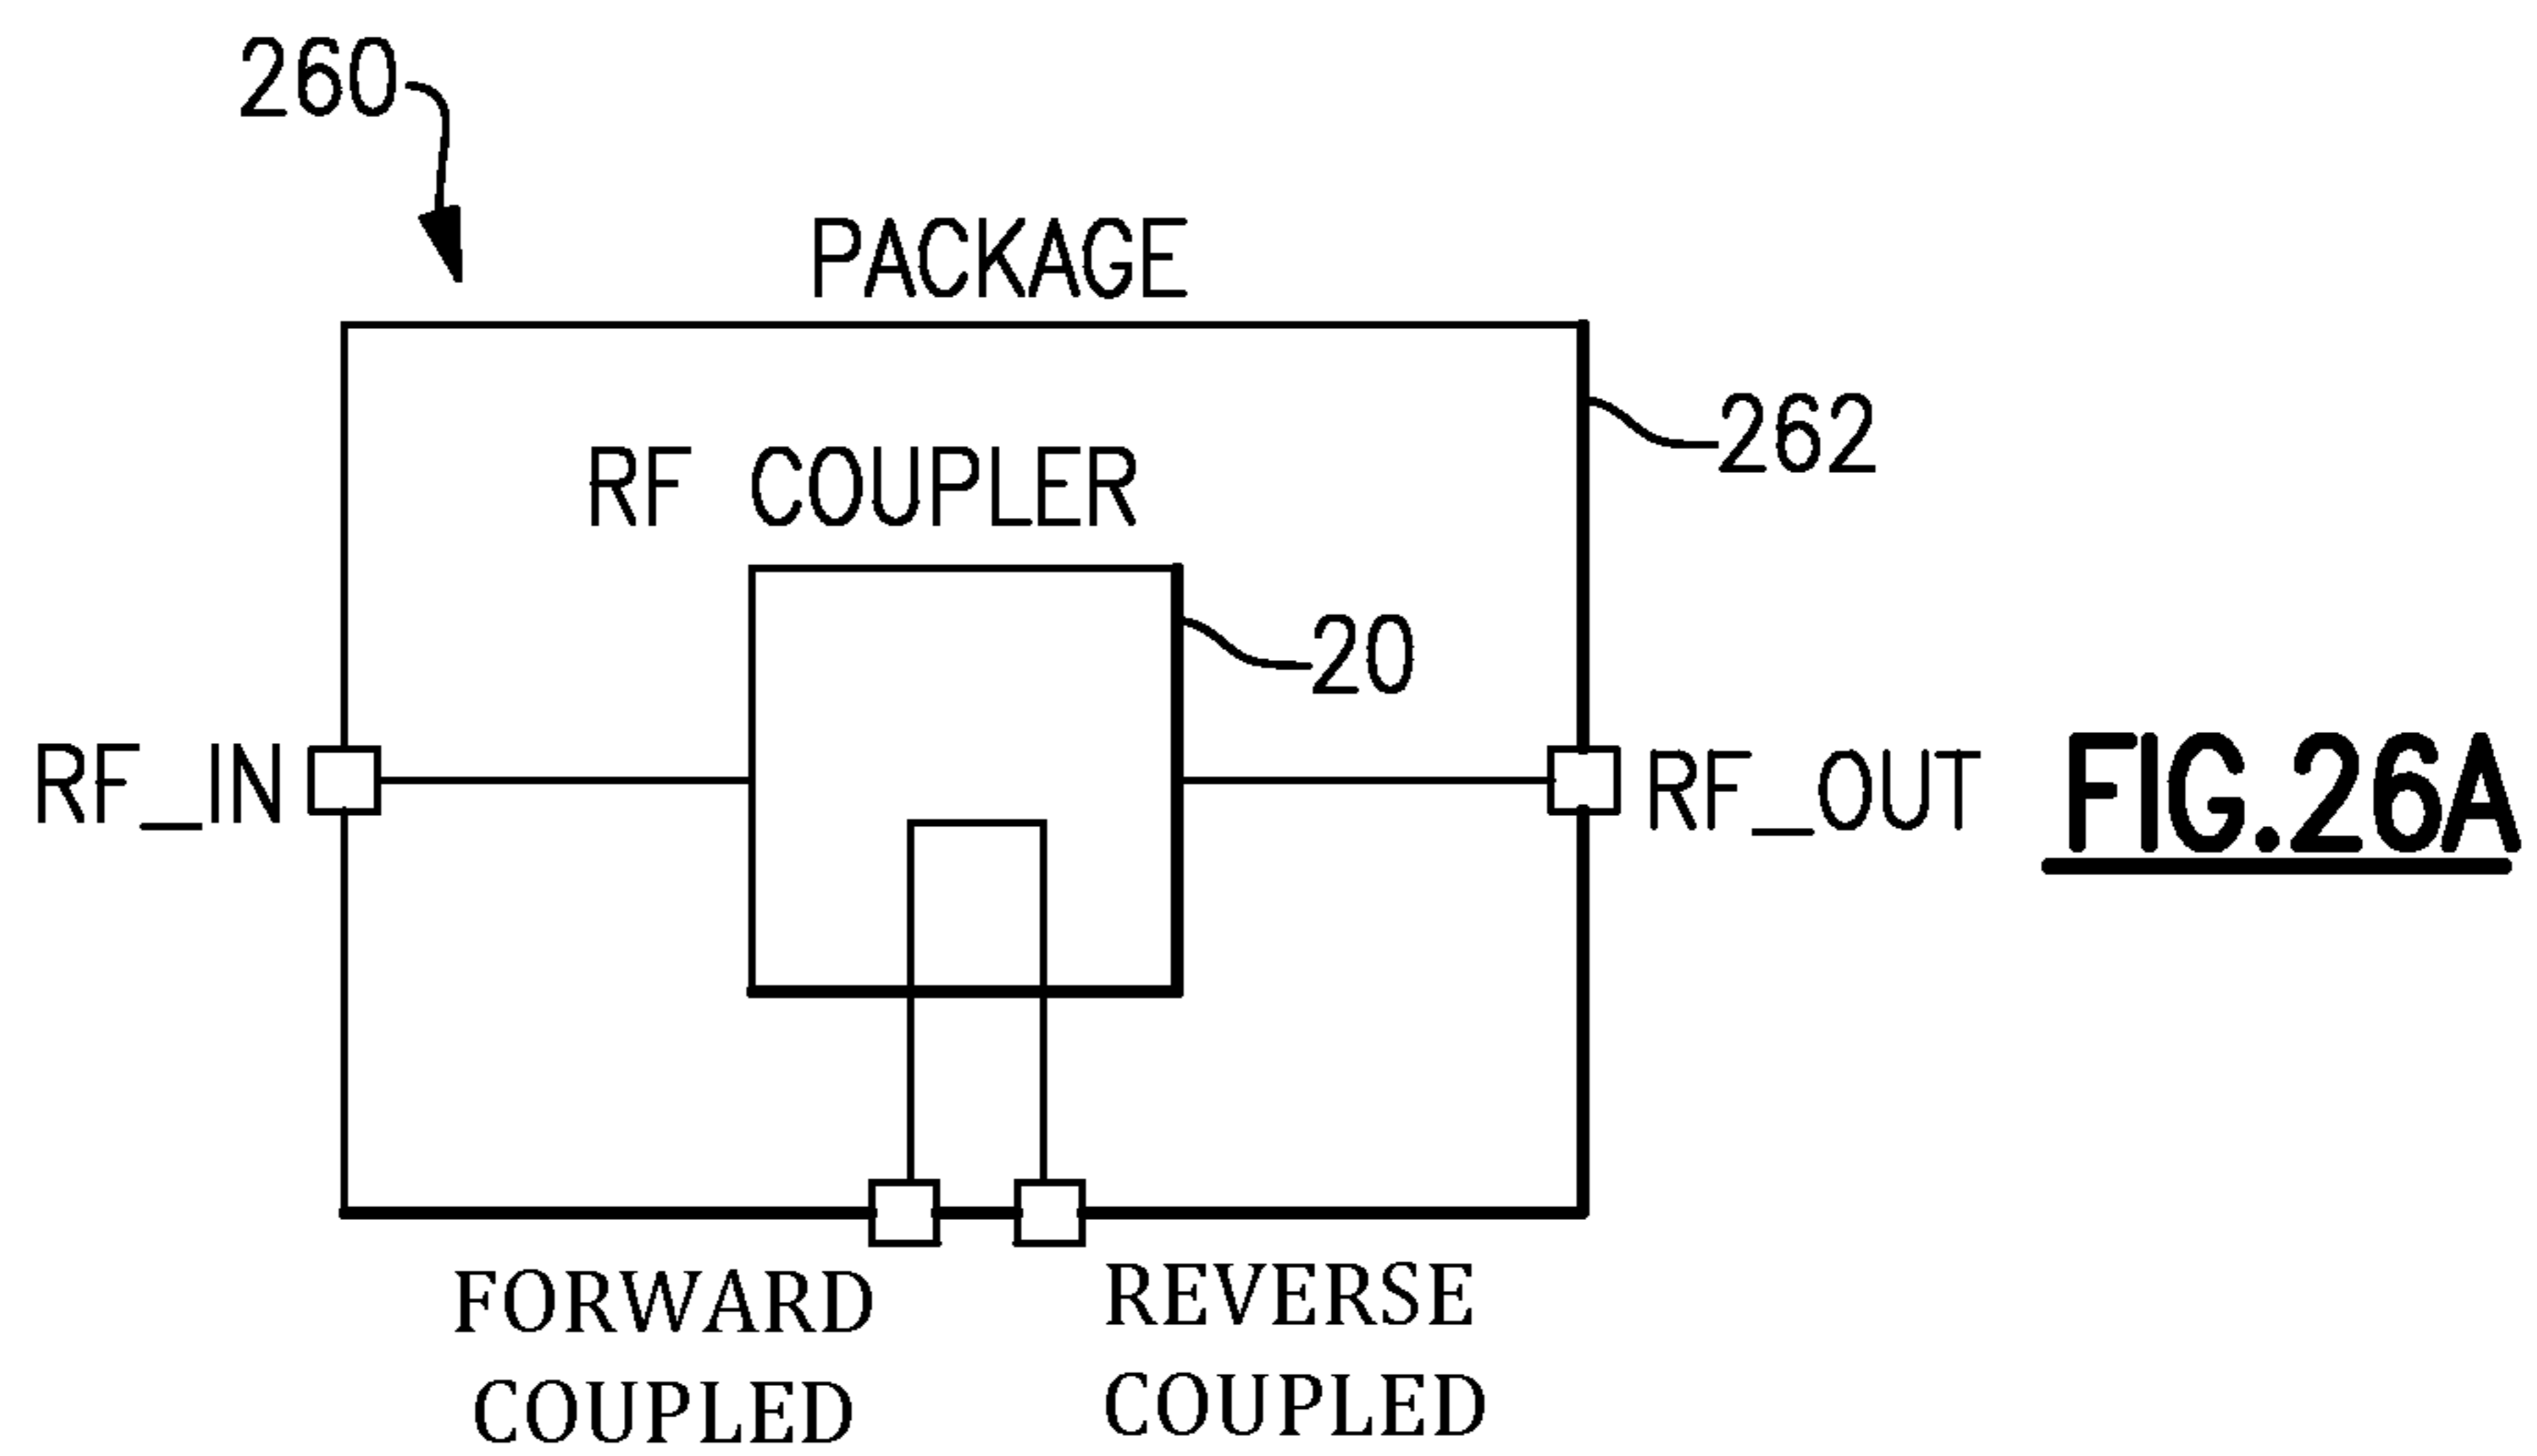 260
PACKAGE
262
RF COUPLER
20
RF_IN
RF_OUT
FIG.26A
FORWARD
COUPLED
REVERSE
COUPLED